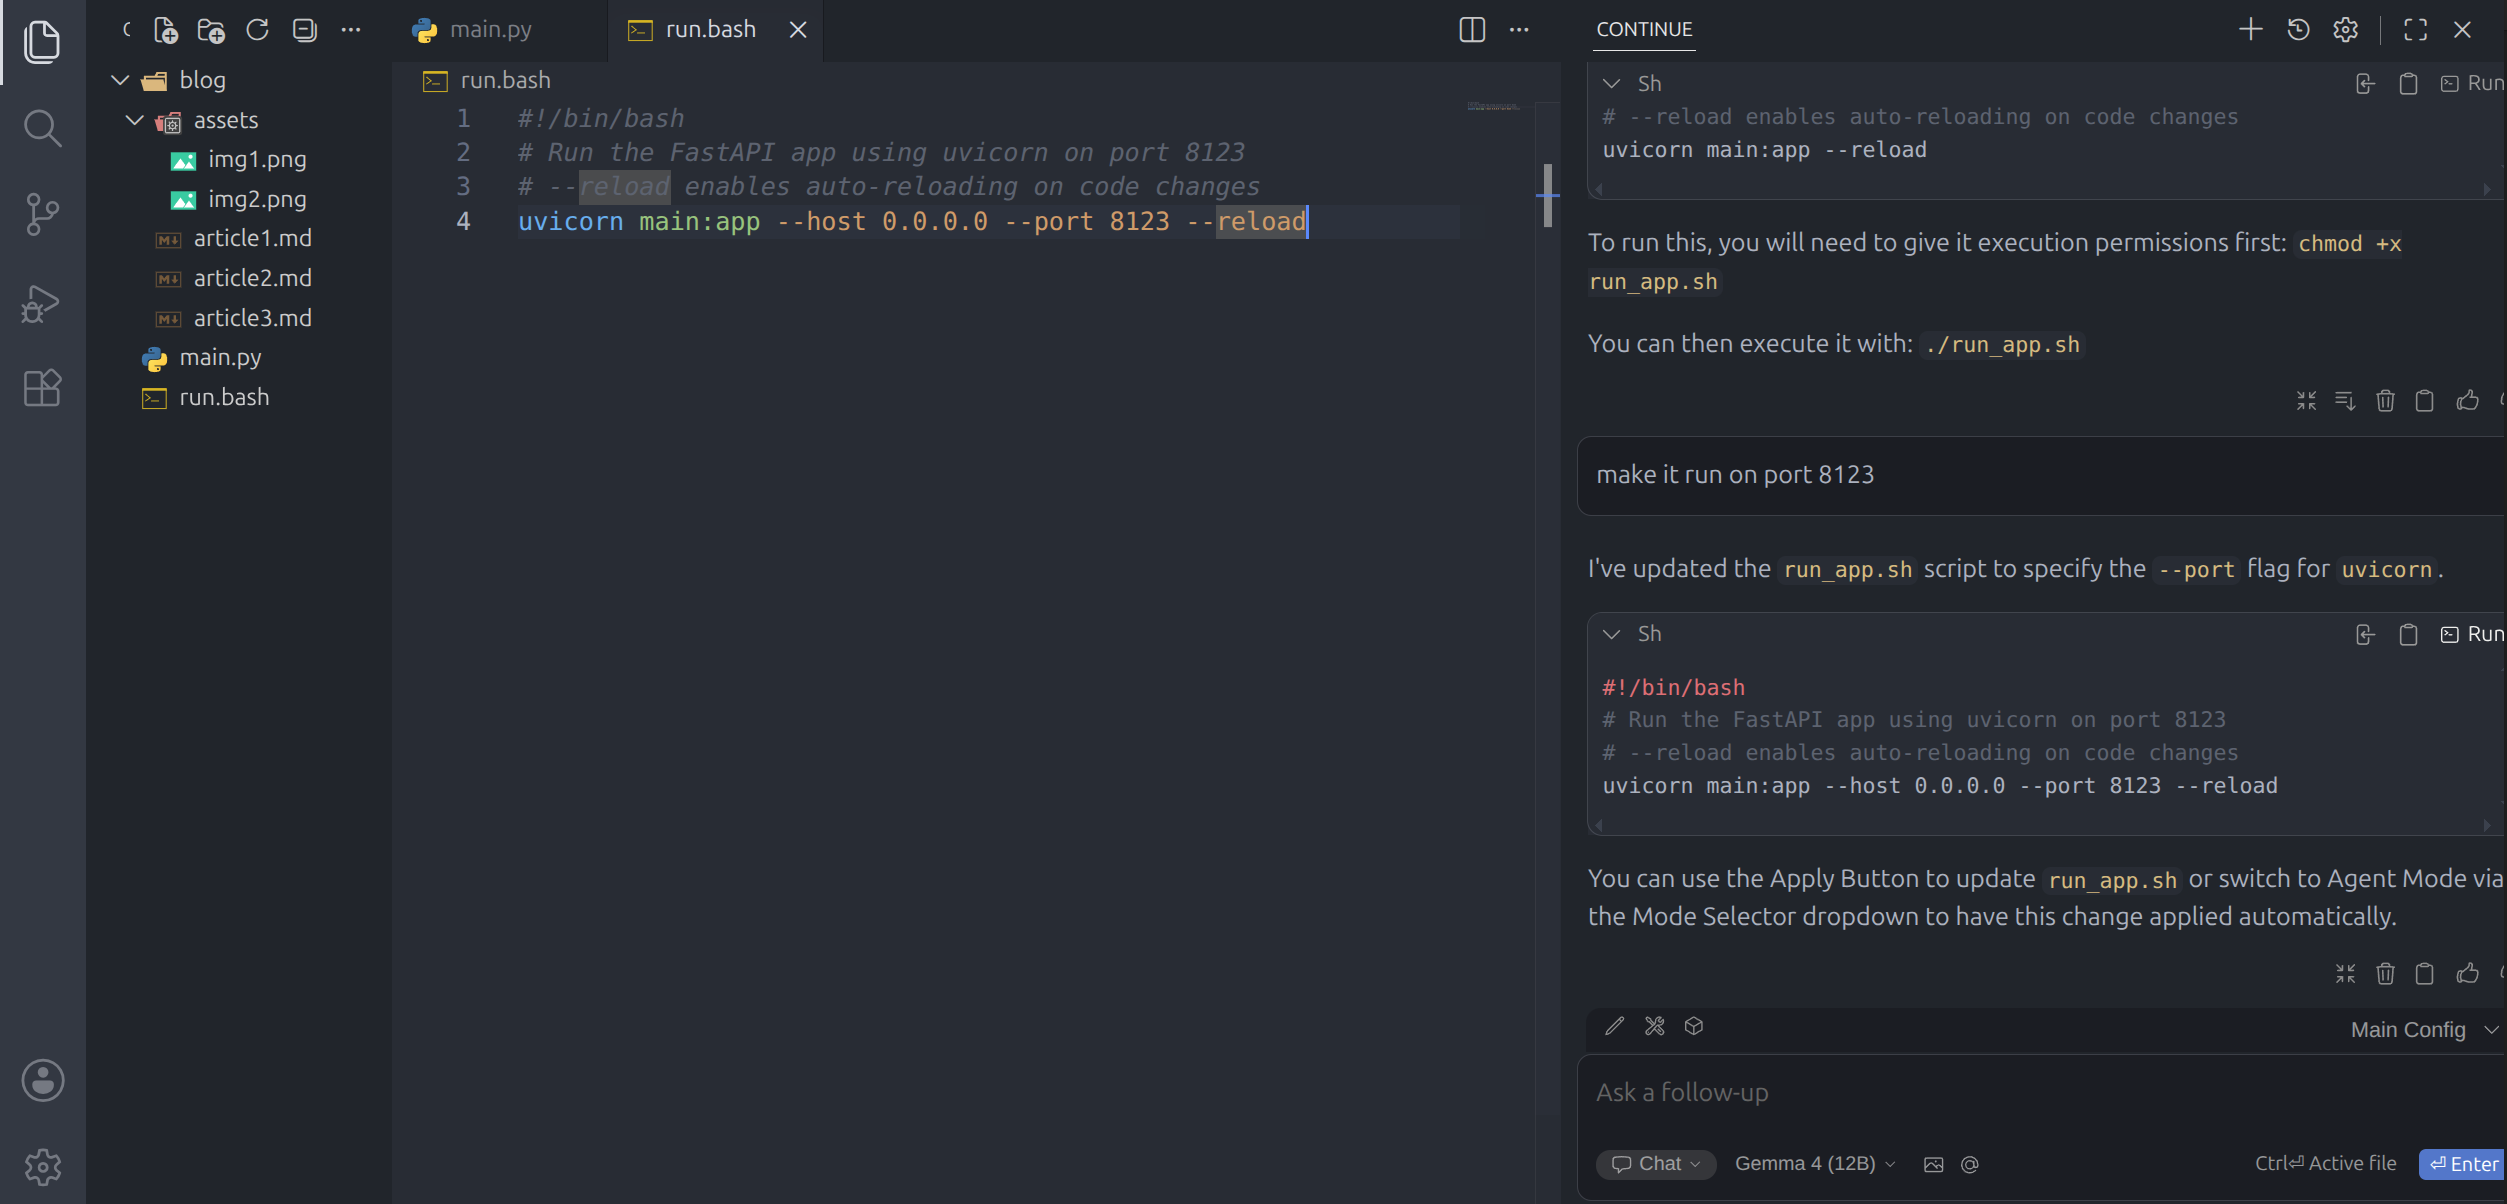 blog
assets
img1.png
img2.png
article1.md
article2.md
article3.md
main.py
run.bash
main.py
run.bash
run.bash
1 #!/bin/bash
2 # Run the FastAPI app using uvicorn on port 8123
3 # --reload enables auto-reloading on code changes
4 uvicorn main:app --host 0.0.0.0 --port 8123 --reload
CONTINUE
Sh
Run
# --reload enables auto-reloading on code changes
uvicorn main:app --reload
To run this, you will need to give it execution permissions first: chmod +x
run_app.sh
You can then execute it with: ./run_app.sh
make it run on port 8123
I've updated the run_app.sh script to specify the --port flag for uvicorn.
Sh
Run
#!/bin/bash
# Run the FastAPI app using uvicorn on port 8123
# --reload enables auto-reloading on code changes
uvicorn main:app --host 0.0.0.0 --port 8123 --reload
You can use the Apply Button to update run_app.sh or switch to Agent Mode via
the Mode Selector dropdown to have this change applied automatically.
Main Config
Ask a follow-up
Chat
Gemma 4 (12B)
Ctrl⏎ Active file
⏎ Enter